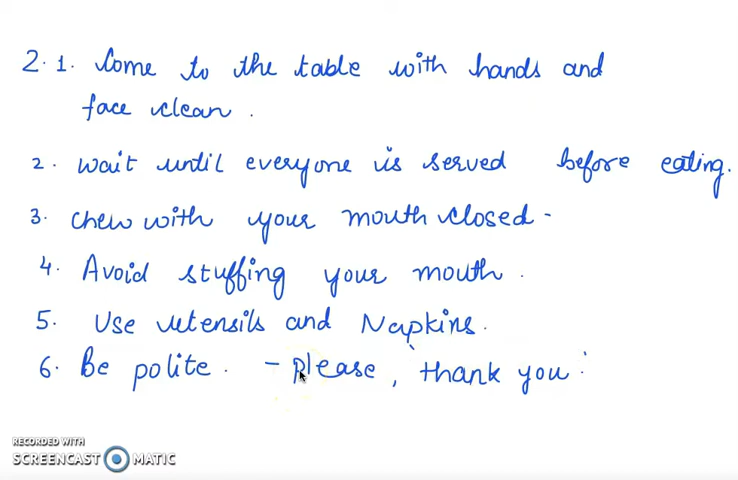 2. 1. Come to the table with hands and
face clean.
2. wait until everyone is served before eating.
3. chew with your mouth closed -
4. Avoid stuffing your mouth.
5. Use utensils and Napkins.
6. Be polite. - Please, 'thank you'
RECORDED WITH
SCREENCAST MATIC